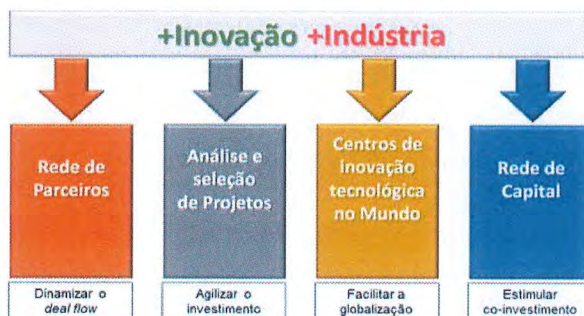 +Inovação +Indústria
Rede de
Parceiros
Análise e
seleção
de Projetos
Centros de
inovação
tecnológica
no Mundo
Rede de
Capital
Dinamizar o
deal flow
Agilizar o
investimento
Facilitar a
globalização
Estimular
co-investimento